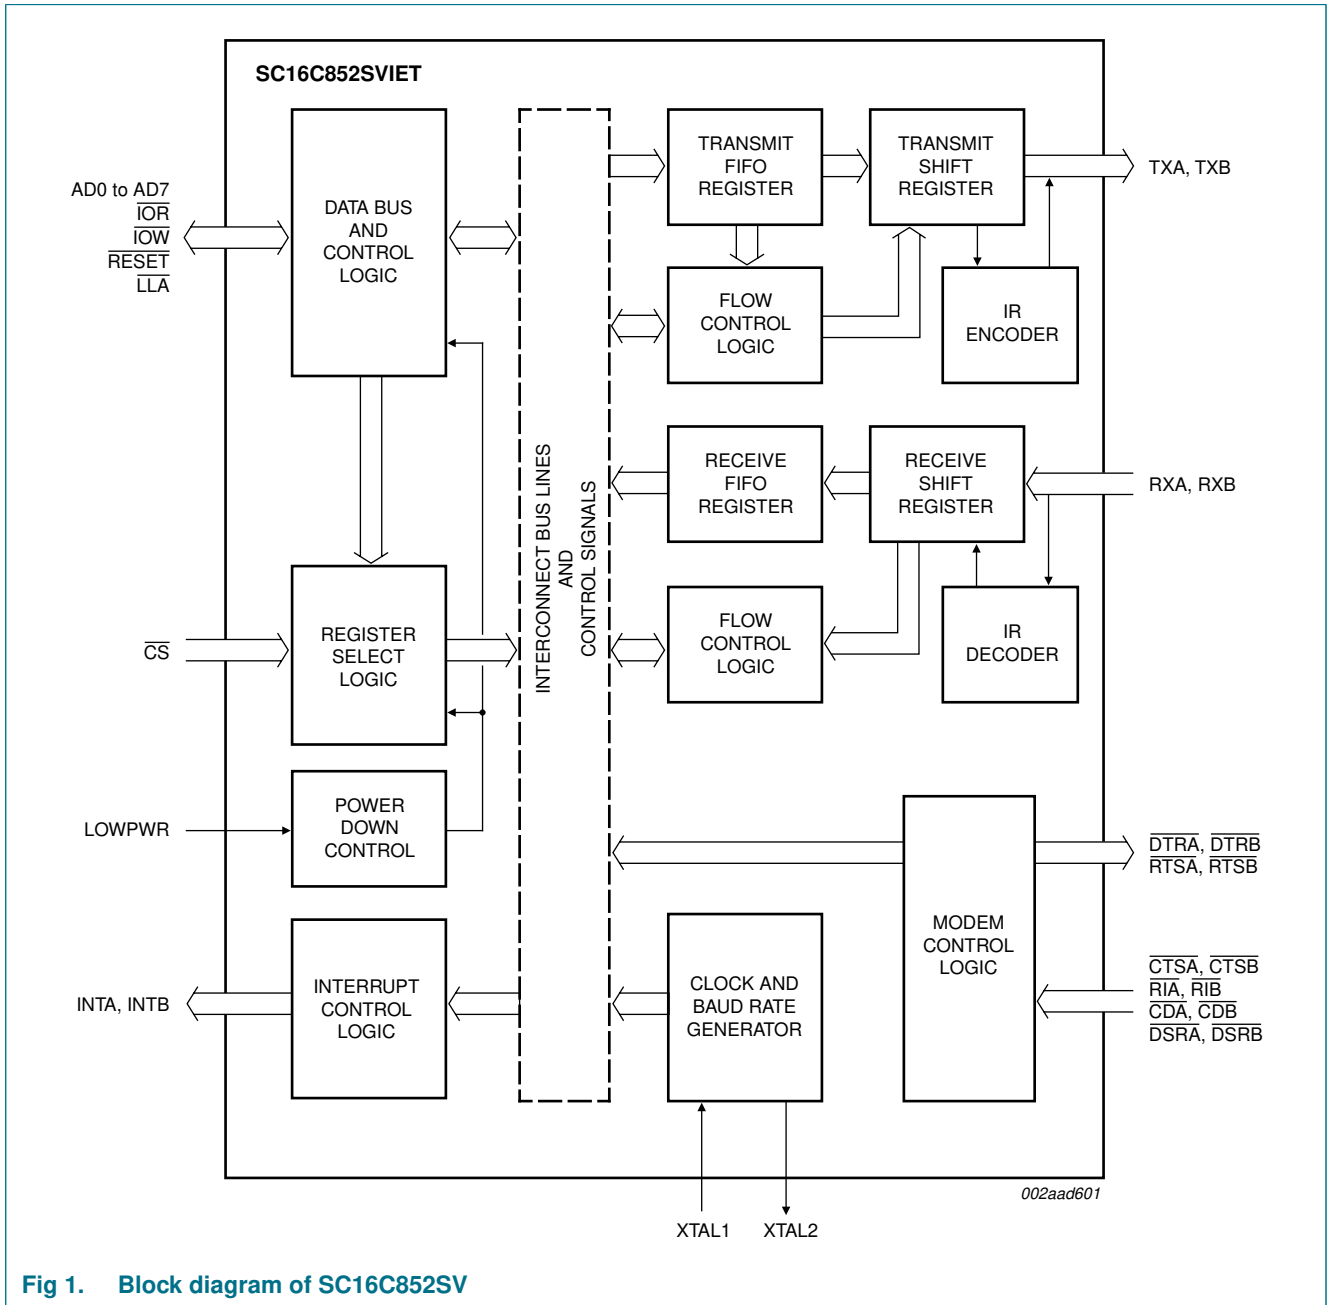 SC16C852SVIET
AD0 to AD7
IOR
IOW
RESET
LLA
DATA BUS
AND
CONTROL
LOGIC
TRANSMIT
FIFO
REGISTER
TRANSMIT
SHIFT
REGISTER
TXA, TXB
FLOW
CONTROL
LOGIC
IR
ENCODER
INTERCONNECT BUS LINES
AND
CONTROL SIGNALS
RECEIVE
FIFO
REGISTER
RECEIVE
SHIFT
REGISTER
RXA, RXB
CS
REGISTER
SELECT
LOGIC
FLOW
CONTROL
LOGIC
IR
DECODER
LOWPWR
POWER
DOWN
CONTROL
DTRA, DTRB
RTSA, RTSB
MODEM
CONTROL
LOGIC
INTA, INTB
INTERRUPT
CONTROL
LOGIC
CLOCK AND
BAUD RATE
GENERATOR
CTSA, CTSB
RIA, RIB
CDA, CDB
DSRA, DSRB
XTAL1
XTAL2
002aad601
Fig 1. Block diagram of SC16C852SV